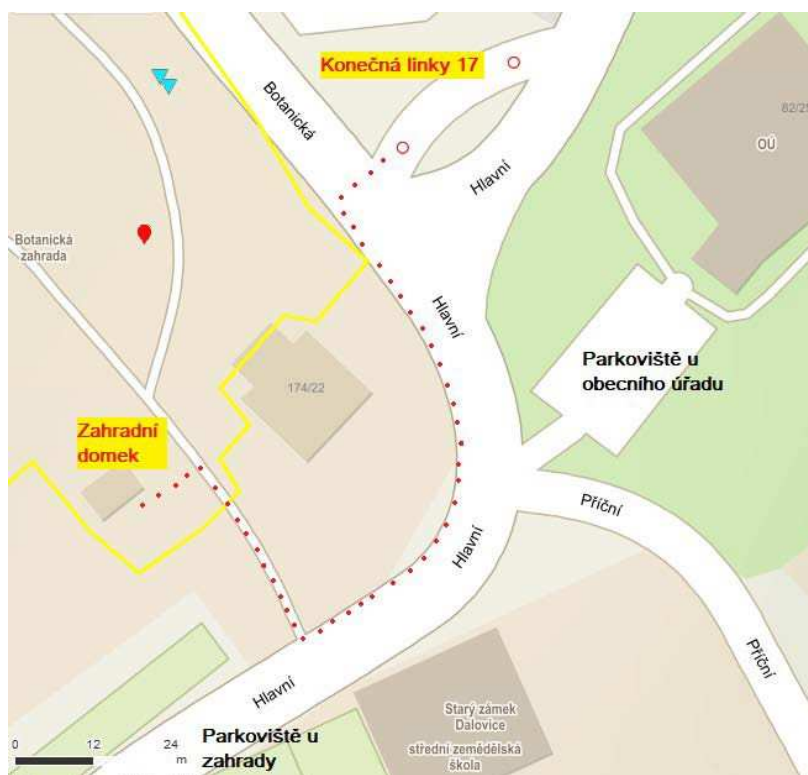 Konečná linky 17
Botanická
Hlavní
82/25
OÚ
Botanická
zahrada
Hlavní
Parkoviště u
obecního úřadu
174/22
Zahradní
domek
Příční
Hlavní
Příční
Hlavní
Starý zámek
Dalovice
střední zemědělská
škola
Parkoviště u
zahrady
0 12 24
m